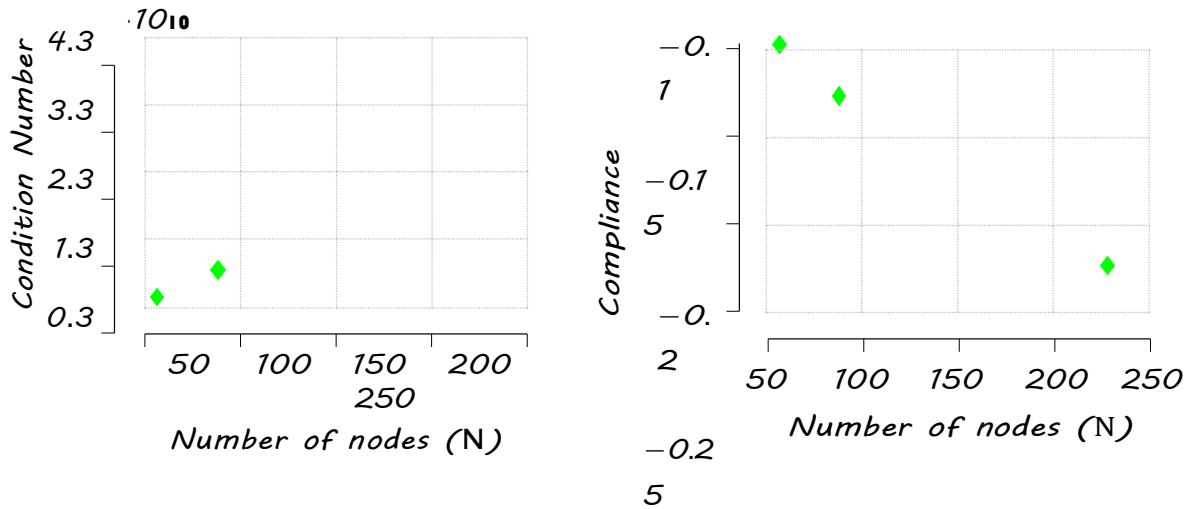 ·10¹⁰
4.3
3.3
2.3
1.3
0.3
Condition Number
50 100 150 200
250
Number of nodes (N)
−0.
1
−0.1
5
−0.
2
−0.2
5
Compliance
50 100 150 200 250
Number of nodes (N)